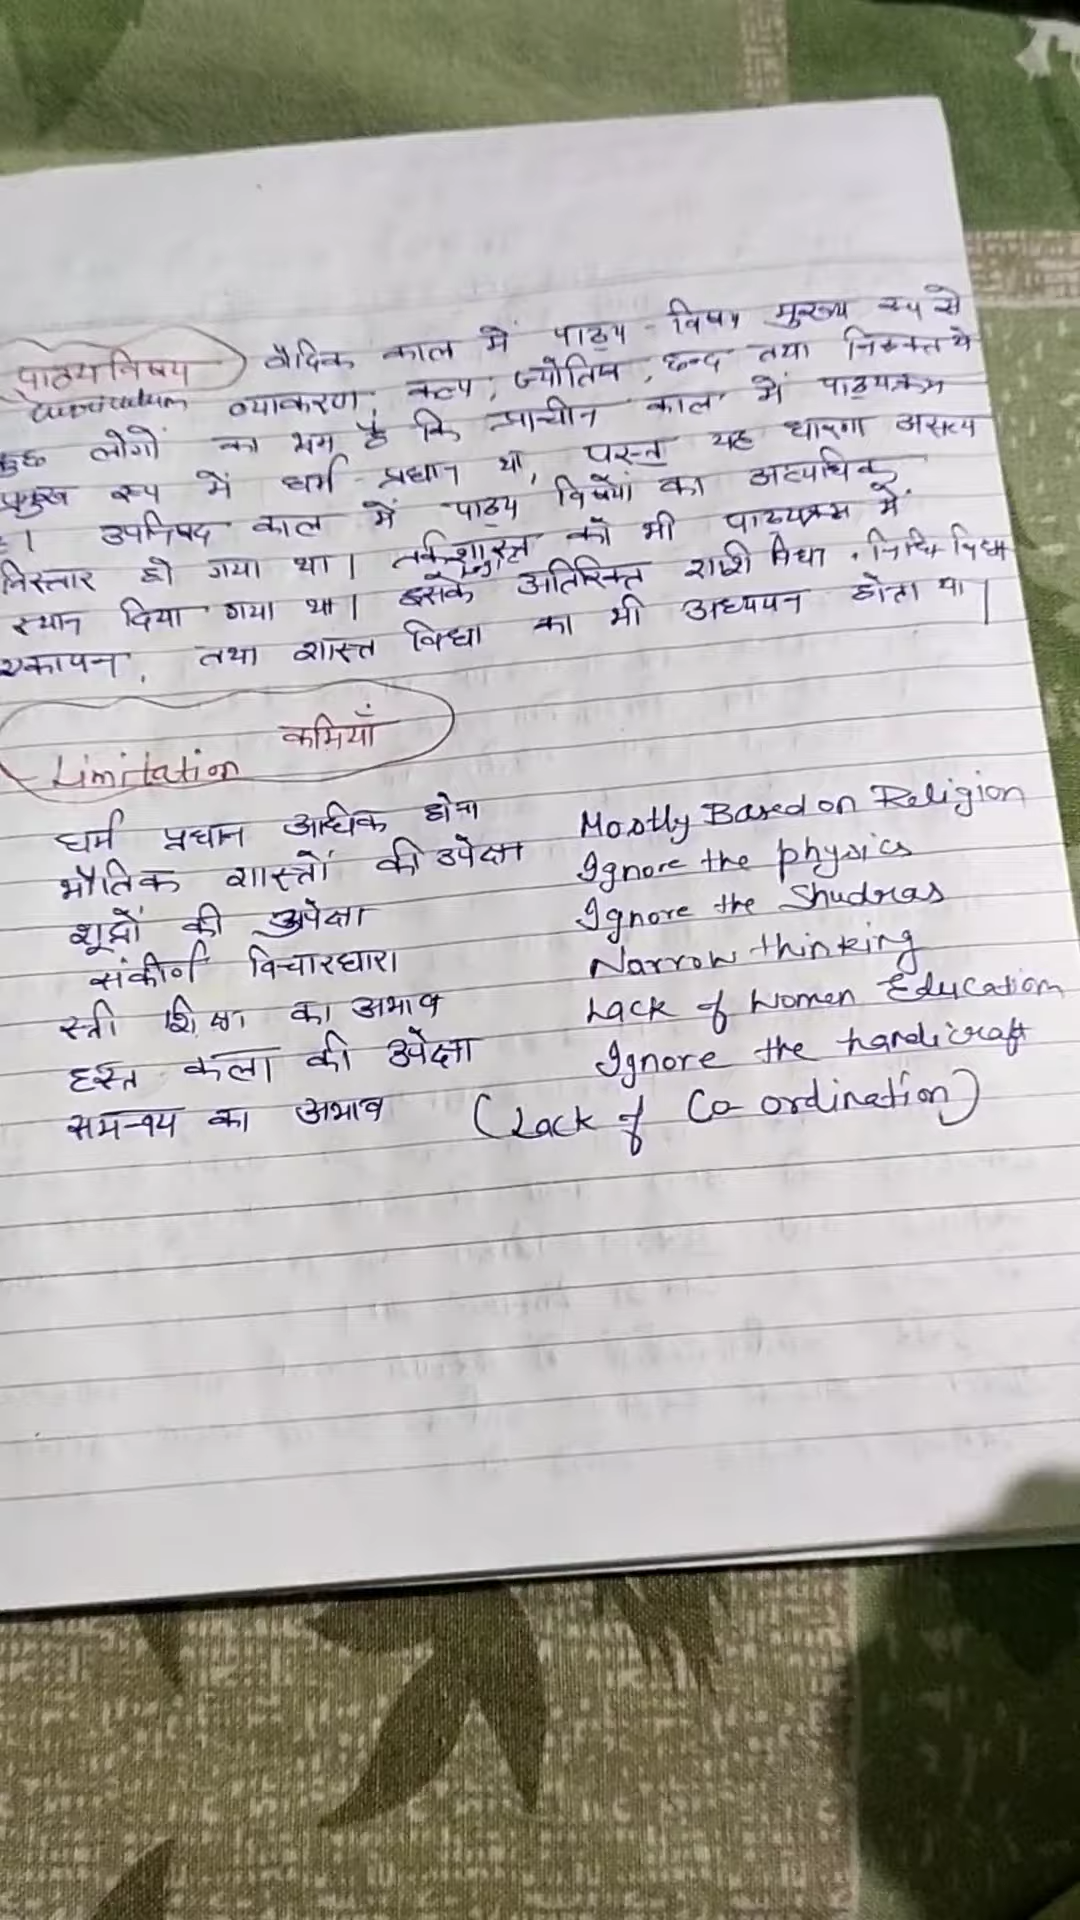 पाठ्यविषय वैदिक काल में पाठ्य-विषय मुख्य रूप से
Curriculum व्याकरण, कल्प, ज्योतिष, छन्द तथा निरूक्त थे
कुछ लोगों का भ्रम है कि प्राचीन काल में पाठ्यक्रम
प्रमुख रूप में धर्म-प्रधान था, परन्तु यह धारणा असत्य
है। उपनिषद काल में पाठ्य विषयों का अत्यधिक
विस्तार हो गया था। तर्कशास्त्र को भी पाठ्यक्रम में
स्थान दिया गया था। इसके अतिरिक्त राशी विधा, निधि विधा
तथा शास्त्र विधा का भी अध्ययन होता था।
कमियाँ
Limitation
धर्म प्रधान अधिक होना Mostly Based on Religion
भौतिक शास्त्रों की उपेक्षा Ignore the physics
शूद्रों की उपेक्षा Ignore the Shudras
संकीर्ण विचारधारा Narrow thinking
स्त्री शिक्षा का अभाव Lack of Women Education
हस्त कला की उपेक्षा Ignore the handicraft
समन्वय का अभाव (Lack of Co-ordination)